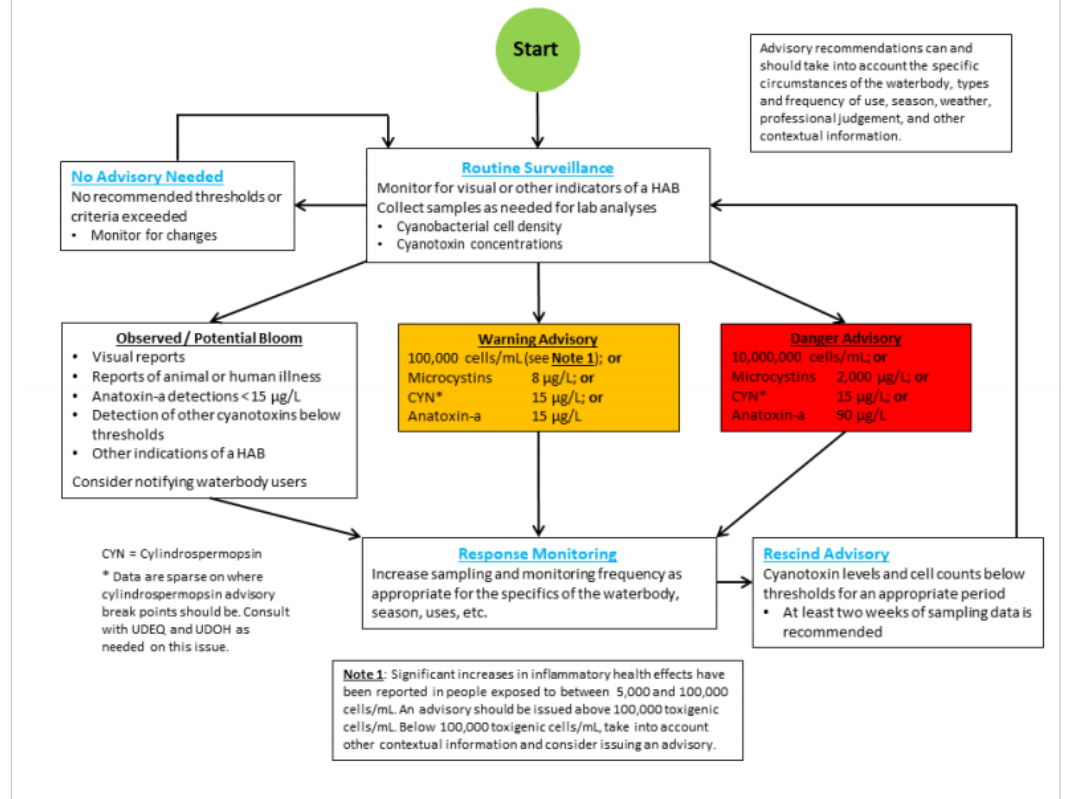 Start
Advisory recommendations can and
should take into account the specific
circumstances of the waterbody, types
and frequency of use, season, weather,
professional judgement, and other
contextual information.
No Advisory Needed
No recommended thresholds or
criteria exceeded
• Monitor for changes
Routine Surveillance
Monitor for visual or other indicators of a HAB
Collect samples as needed for lab analyses
• Cyanobacterial cell density
• Cyanotoxin concentrations
Observed / Potential Bloom
• Visual reports
• Reports of animal or human illness
• Anatoxin-a detections < 15 µg/L
• Detection of other cyanotoxins below
thresholds
• Other indications of a HAB
Consider notifying waterbody users
Warning Advisory
100,000 cells/mL (see Note 1); or
Microcystins 8 µg/L; or
CYN* 15 µg/L; or
Anatoxin-a 15 µg/L
Danger Advisory
10,000,000 cells/mL; or
Microcystins 2,000 µg/L; or
CYN* 15 µg/L; or
Anatoxin-a 90 µg/L
CYN = Cylindrospermopsin
* Data are sparse on where
cylindrospermopsin advisory
break points should be. Consult
with UDEQ and UDOH as
needed on this issue.
Response Monitoring
Increase sampling and monitoring frequency as
appropriate for the specifics of the waterbody,
season, uses, etc.
Rescind Advisory
Cyanotoxin levels and cell counts below
thresholds for an appropriate period
• At least two weeks of sampling data is
recommended
Note 1: Significant increases in inflammatory health effects have
been reported in people exposed to between 5,000 and 100,000
cells/mL. An advisory should be issued above 100,000 toxigenic
cells/mL. Below 100,000 toxigenic cells/mL, take into account
other contextual information and consider issuing an advisory.